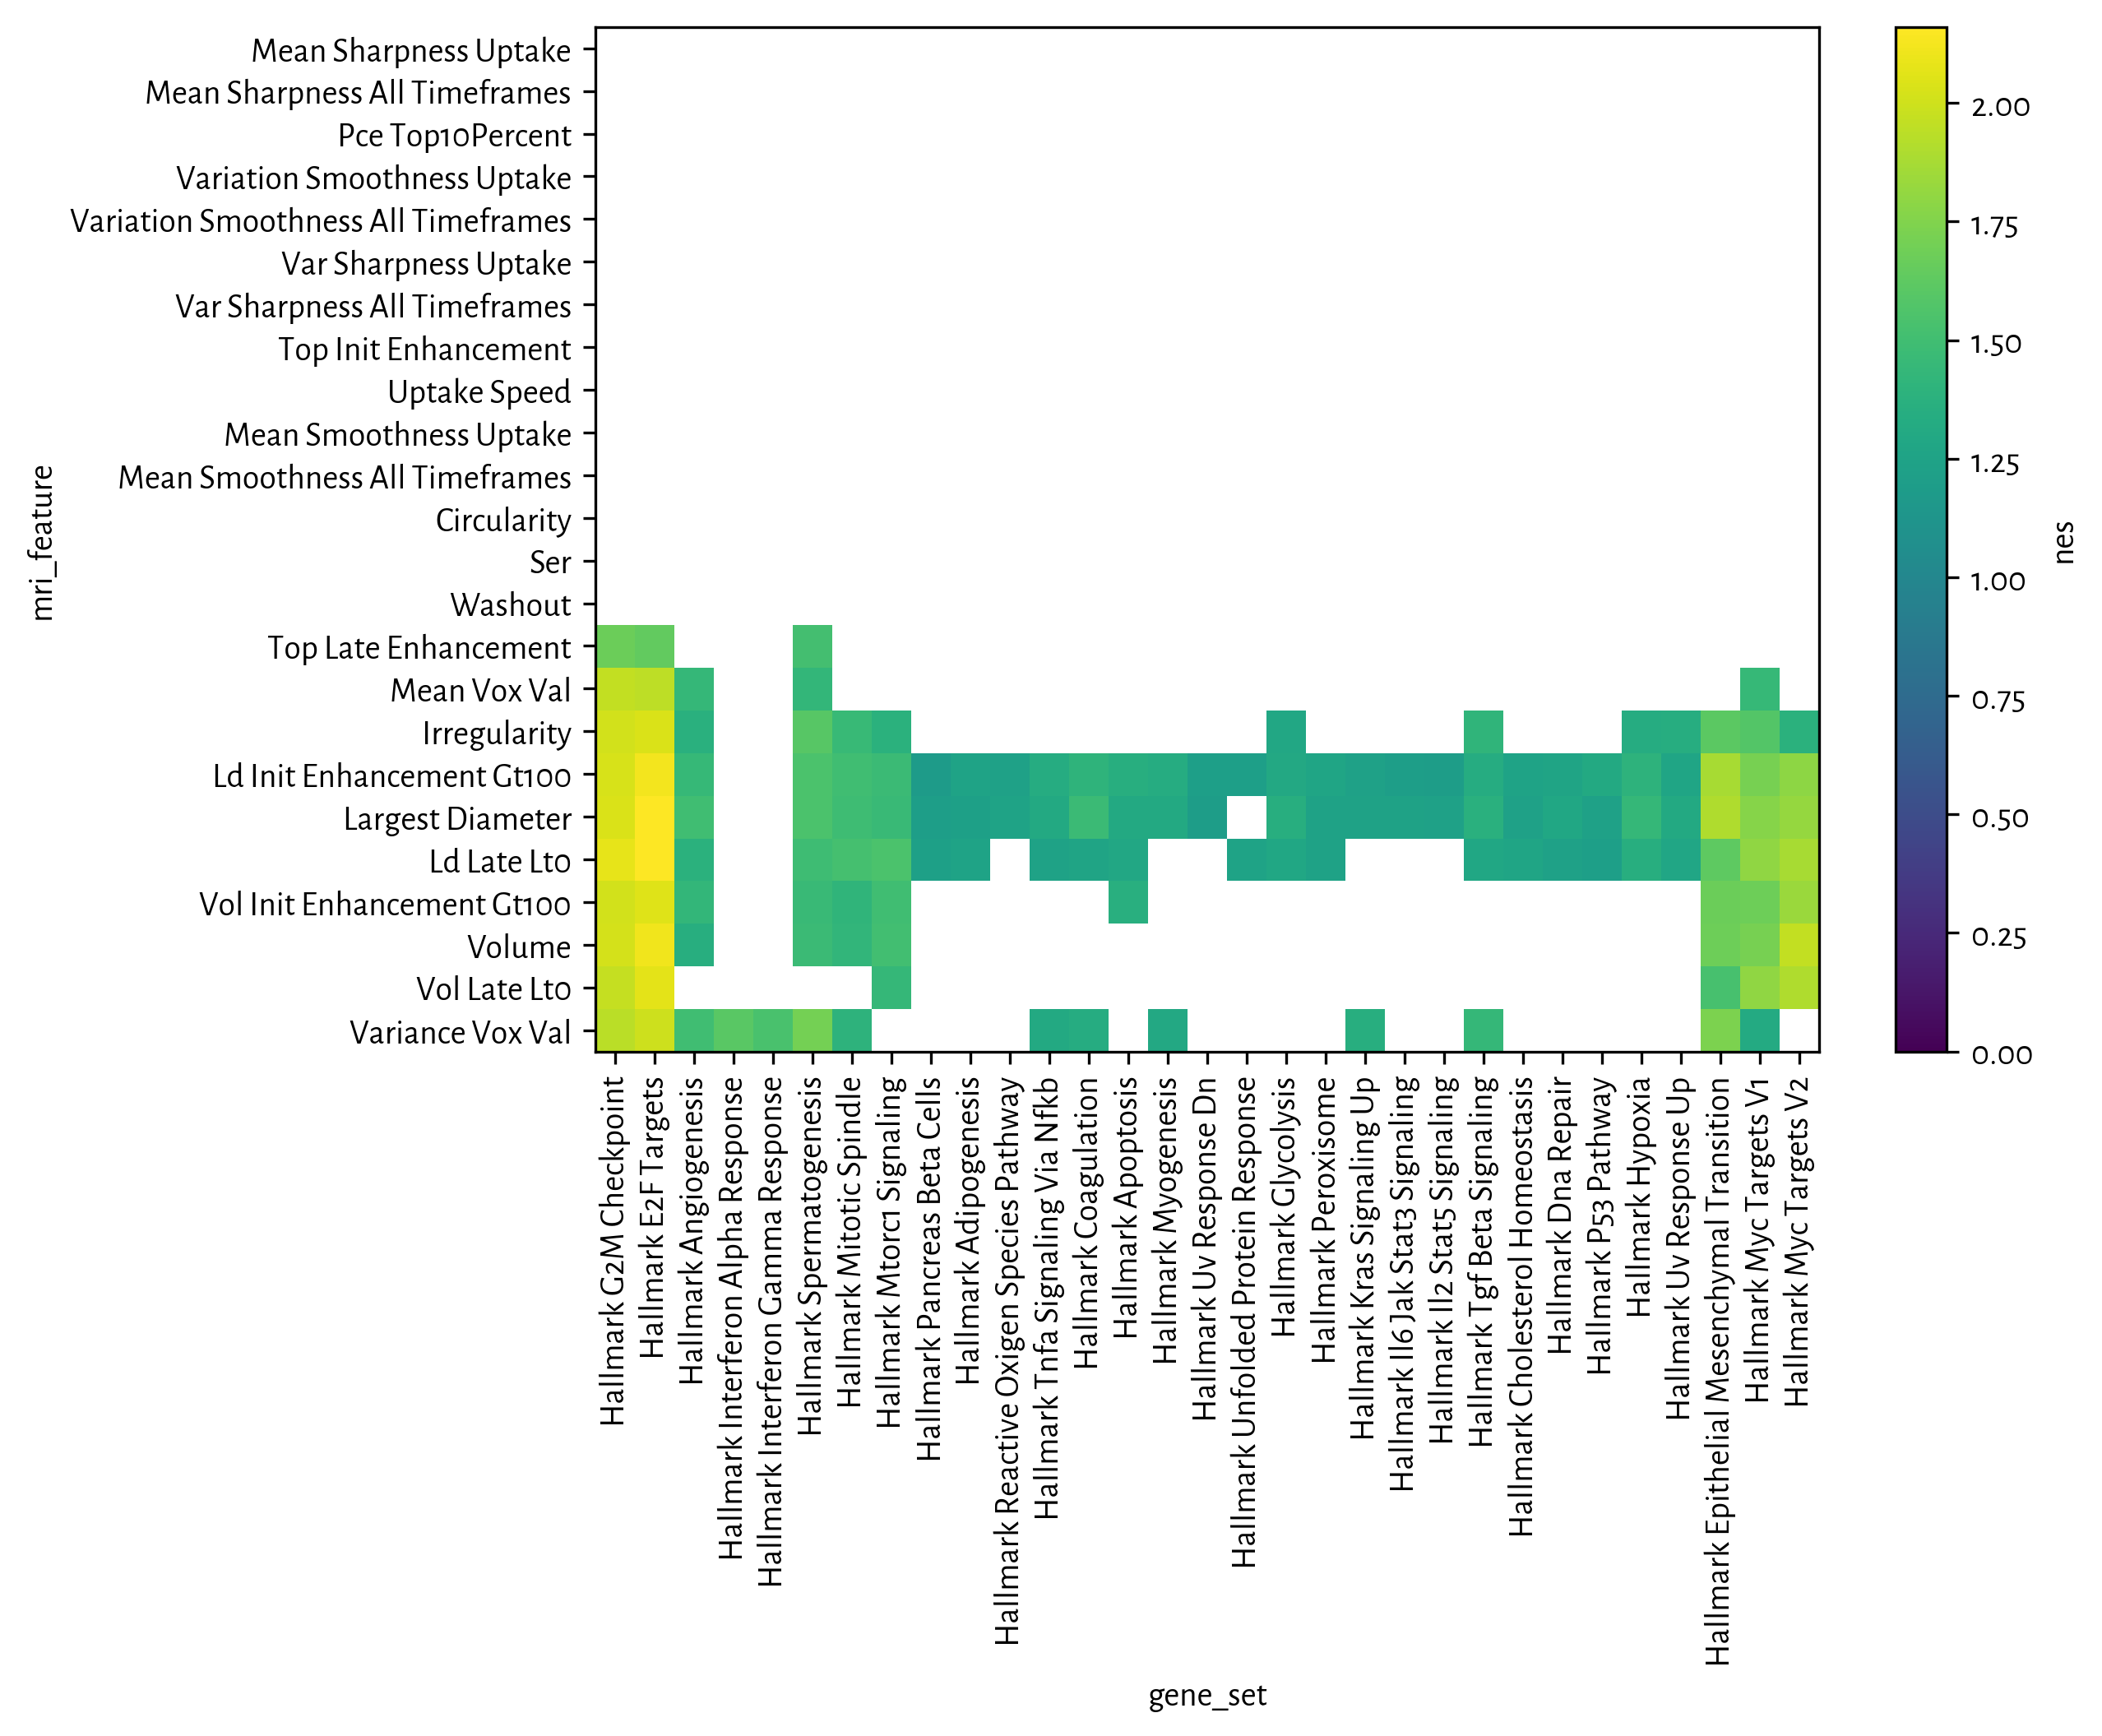 Mean Sharpness Uptake
Mean Sharpness All Timeframes
Pce Top10Percent
Variation Smoothness Uptake
Variation Smoothness All Timeframes
Var Sharpness Uptake
Var Sharpness All Timeframes
Top Init Enhancement
Uptake Speed
Mean Smoothness Uptake
Mean Smoothness All Timeframes
Circularity
Ser
Washout
Top Late Enhancement
Mean Vox Val
Irregularity
Ld Init Enhancement Gt100
Largest Diameter
Ld Late Lt0
Vol Init Enhancement Gt100
Volume
Vol Late Lt0
Variance Vox Val
mri_feature
Hallmark G2M Checkpoint
Hallmark E2F Targets
Hallmark Angiogenesis
Hallmark Interferon Alpha Response
Hallmark Interferon Gamma Response
Hallmark Spermatogenesis
Hallmark Mitotic Spindle
Hallmark Mtorc1 Signaling
Hallmark Pancreas Beta Cells
Hallmark Adipogenesis
Hallmark Reactive Oxigen Species Pathway
Hallmark Tnfa Signaling Via Nfkb
Hallmark Coagulation
Hallmark Apoptosis
Hallmark Myogenesis
Hallmark Uv Response Dn
Hallmark Unfolded Protein Response
Hallmark Glycolysis
Hallmark Peroxisome
Hallmark Kras Signaling Up
Hallmark Il6 Jak Stat3 Signaling
Hallmark Il2 Stat5 Signaling
Hallmark Tgf Beta Signaling
Hallmark Cholesterol Homeostasis
Hallmark Dna Repair
Hallmark P53 Pathway
Hallmark Hypoxia
Hallmark Uv Response Up
Hallmark Epithelial Mesenchymal Transition
Hallmark Myc Targets V1
Hallmark Myc Targets V2
gene_set
2.00
1.75
1.50
1.25
1.00
0.75
0.50
0.25
0.00
nes